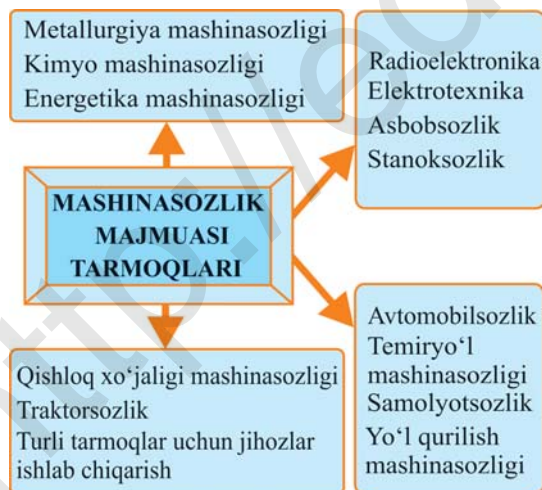 Metallurgiya mashinasozligi
Kimyo mashinasozligi
Energetika mashinasozligi
Radioelektronika
Elektrotexnika
Asbobsozlik
Stanoksozlik
MASHINASOZLIK
MAJMUASI
TARMOQLARI
Qishloq xo‘jaligi mashinasozligi
Traktorsozlik
Turli tarmoqlar uchun jihozlar
ishlab chiqarish
Avtomobilsozlik
Temiryo‘l
mashinasozligi
Samolyotsozlik
Yo‘l qurilish
mashinasozligi
http://e